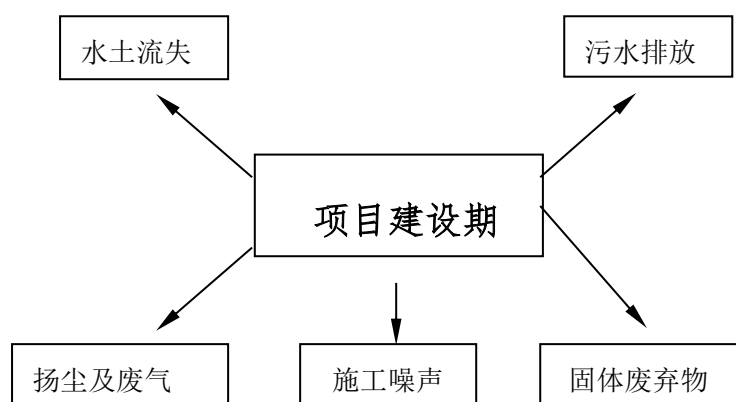 水土流失
污水排放
项目建设期
扬尘及废气
施工噪声
固体废弃物